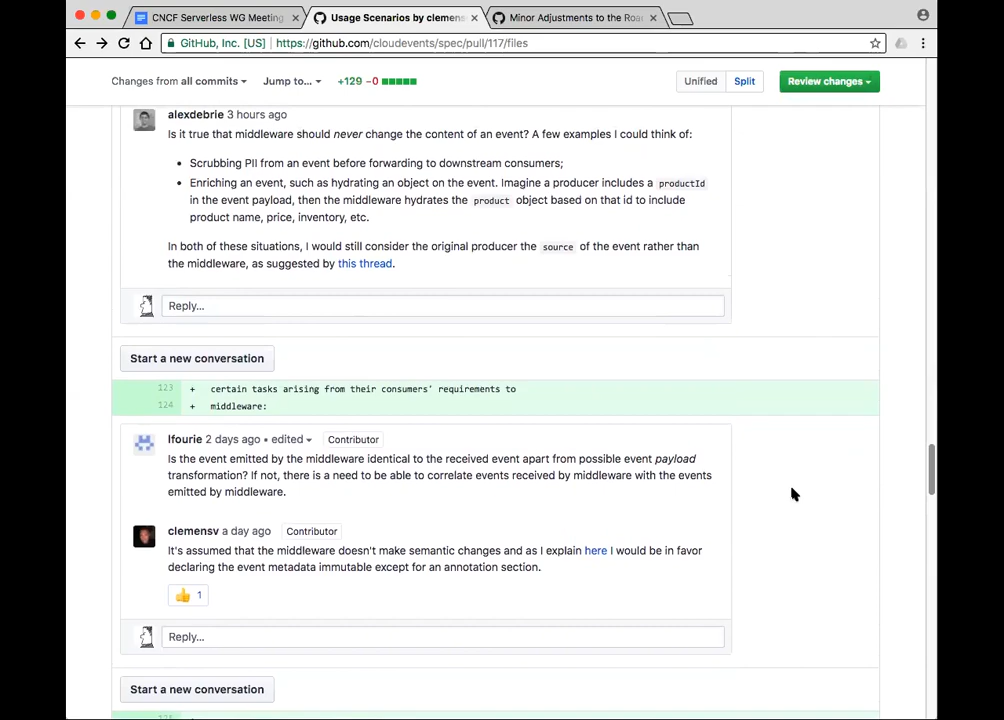 CNCF Serverless WG Meeting
Usage Scenarios by clemens
Minor Adjustments to the Roa
GitHub, Inc. [US] https://github.com/cloudevents/spec/pull/117/files
Changes from all commits Jump to... +129 −0
Unified Split Review changes
alexdebrie 3 hours ago
Is it true that middleware should never change the content of an event? A few examples I could think of:
• Scrubbing PII from an event before forwarding to downstream consumers;
• Enriching an event, such as hydrating an object on the event. Imagine a producer includes a productId
in the event payload, then the middleware hydrates the product object based on that id to include
product name, price, inventory, etc.
In both of these situations, I would still consider the original producer the source of the event rather than
the middleware, as suggested by this thread.
Reply...
Start a new conversation
123 + certain tasks arising from their consumers' requirements to
124 + middleware:
lfourie 2 days ago • edited Contributor
Is the event emitted by the middleware identical to the received event apart from possible event payload
transformation? If not, there is a need to be able to correlate events received by middleware with the events
emitted by middleware.
clemensv a day ago Contributor
It's assumed that the middleware doesn't make semantic changes and as I explain here I would be in favor
declaring the event metadata immutable except for an annotation section.
1
Reply...
Start a new conversation